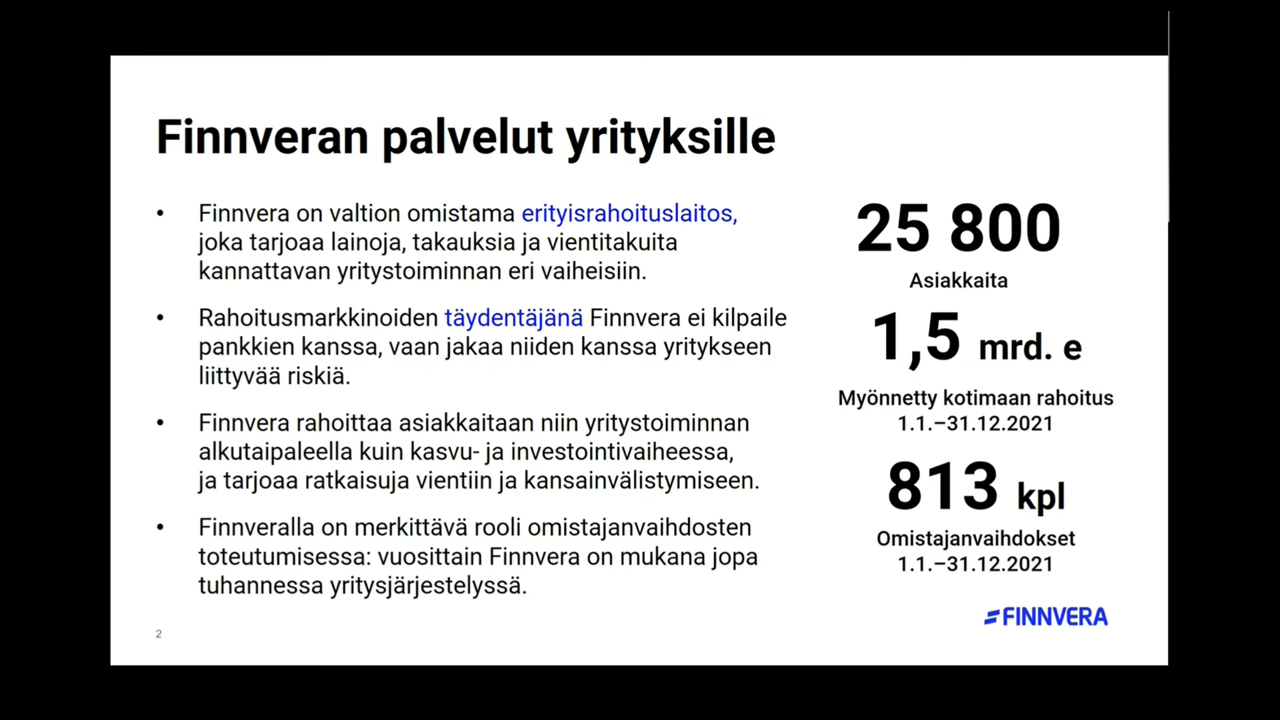 Finnveran palvelut yrityksille
• Finnvera on valtion omistama erityisrahoituslaitos,
joka tarjoaa lainoja, takauksia ja vientitakuita
kannattavan yritystoiminnan eri vaiheisiin.
• Rahoitusmarkkinoiden täydentäjänä Finnvera ei kilpaile
pankkien kanssa, vaan jakaa niiden kanssa yritykseen
liittyvää riskiä.
• Finnvera rahoittaa asiakkaitaan niin yritystoiminnan
alkutaipaleella kuin kasvu- ja investointivaiheessa,
ja tarjoaa ratkaisuja vientiin ja kansainvälistymiseen.
• Finnveralla on merkittävä rooli omistajanvaihdosten
toteutumisessa: vuosittain Finnvera on mukana jopa
tuhannessa yritysjärjestelyssä.
25 800
Asiakkaita
1,5 mrd. e
Myönnetty kotimaan rahoitus
1.1.–31.12.2021
813 kpl
Omistajanvaihdokset
1.1.–31.12.2021
FINNVERA
2